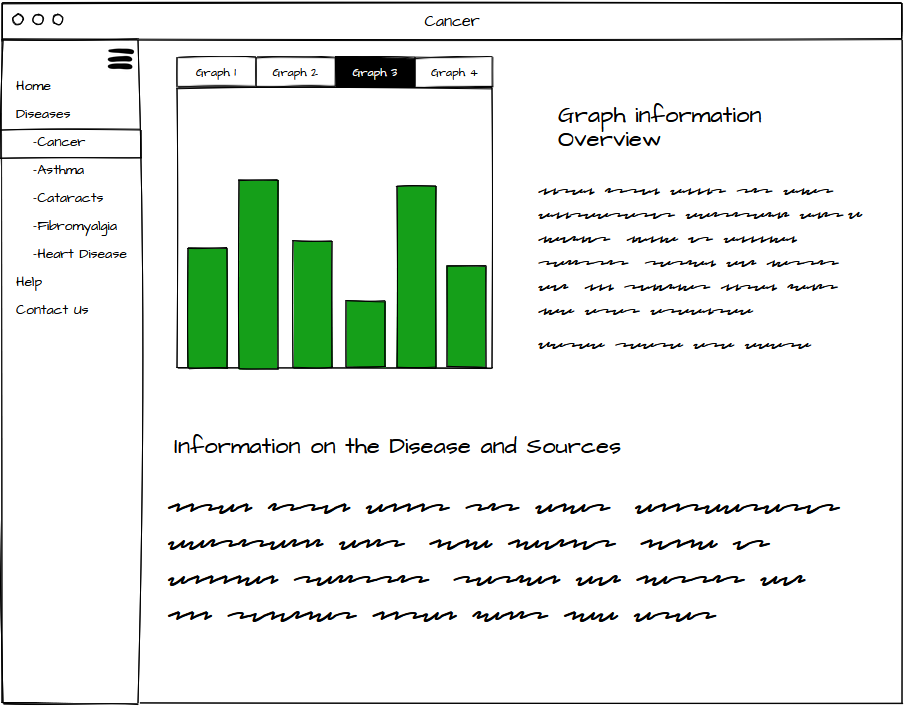 Cancer
Home
Diseases
-Cancer
-Asthma
-Cataracts
-Fibromyalgia
-Heart Disease
Help
Contact Us
Graph 1
Graph 2
Graph 3
Graph 4
Graph information
Overview
Information on the Disease and Sources